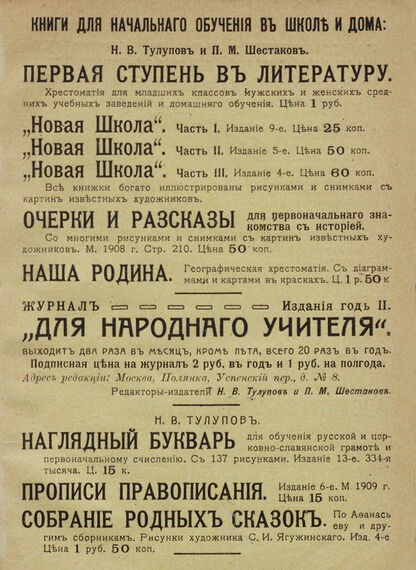 КНИГИ ДЛЯ НАЧАЛЬНАГО ОБУЧЕНІЯ ВЪ ШКОЛѢ И ДОМА:
Н. В. Тулуповъ и П. М. Шестаковъ.
ПЕРВАЯ СТУПЕНЬ ВЪ ЛИТЕРАТУРУ.
Хрестоматія для младшихъ классовъ мужскихъ и женскихъ сред-
нихъ учебныхъ заведеній и домашняго обученія. Цѣна 1 руб.
„Новая Школа“. Часть I. Изданіе 9-е. Цѣна 25 коп.
„Новая Школа“. Часть II. Изданіе 5-е. Цѣна 50 коп.
„Новая Школа“. Часть III. Изданіе 4-е. Цѣна 60 коп.
Всѣ книжки богато иллюстрированы рисунками и снимками съ
картинъ извѣстныхъ художниковъ.
ОЧЕРКИ И РАЗСКАЗЫ для первоначальнаго зна-
комства съ исторіей.
Со многими рисунками и снимками съ картинъ извѣстныхъ ху-
дожниковъ. М. 1908 г. Стр. 210. Цѣна 50 коп.
НАША РОДИНА. Географическая хрестоматія. Съ діаграм-
мами и картами въ краскахъ. Ц. 1 р. 50 к
ЖУРНАЛЪ Изданія годъ II.
„ДЛЯ НАРОДНАГО УЧИТЕЛЯ“.
ВЫХОДИТЪ ДВА РАЗА ВЪ МѢСЯЦЪ, КРОМѢ ЛѢТА, ВСЕГО 20 РАЗЪ ВЪ ГОДЪ.
Подписная цѣна на журналъ 2 руб. въ годъ и 1 руб. на полгода.
Адресъ редакціи: Москва, Полянка, Успенскій пер., д. № 8.
Редакторы-издатели Н. В. Тулуповъ и П. М. Шестаковъ.
Н. В. ТУЛУПОВЪ.
НАГЛЯДНЫЙ БУКВАРЬ для обученія русской и цер-
ковно-славянской грамотѣ и
первоначальному счисленію. Съ 137 рисунками. Изданіе 13-е. 334-я
тысяча. Ц. 15 к.
ПРОПИСИ ПРАВОПИСАНІЯ. Изданіе 6-е. М. 1909 г.
Цѣна 15 коп.
СОБРАНІЕ РОДНЫХЪ СКАЗОКЪ. По Аѳанась
еву и дру-
гимъ сборникамъ. Рисунки художника С. И. Ягужинскаго. Изд. 4-е
Цѣна 1 руб. 50 коп.